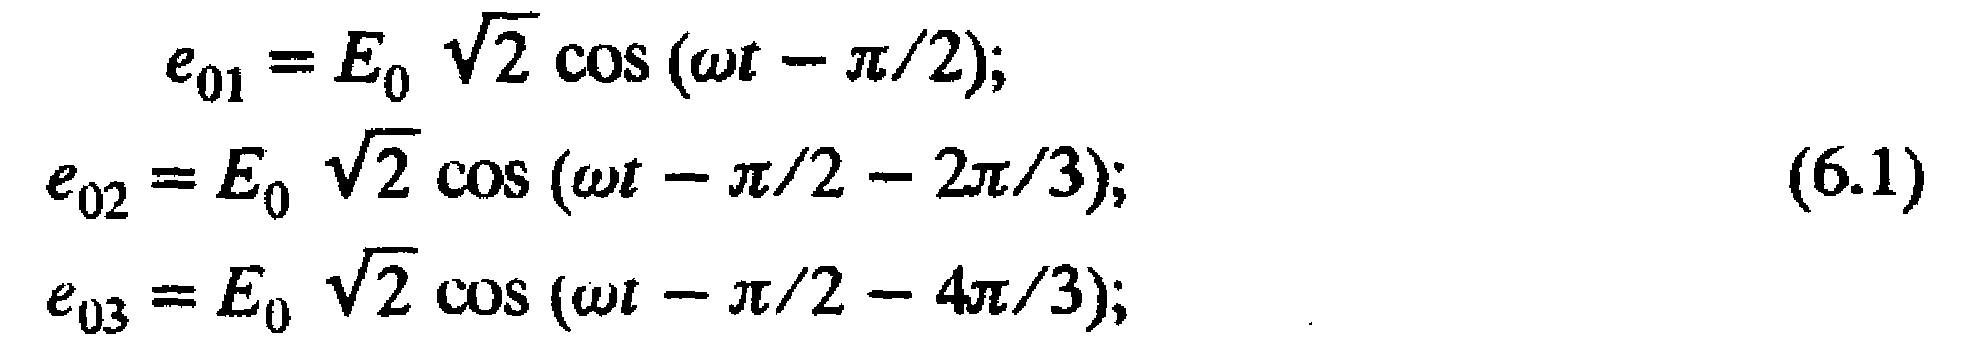 e₀₁ = E₀ √2 cos (ωt − π/2);
e₀₂ = E₀ √2 cos (ωt − π/2 − 2π/3); (6.1)
e₀₃ = E₀ √2 cos (ωt − π/2 − 4π/3);